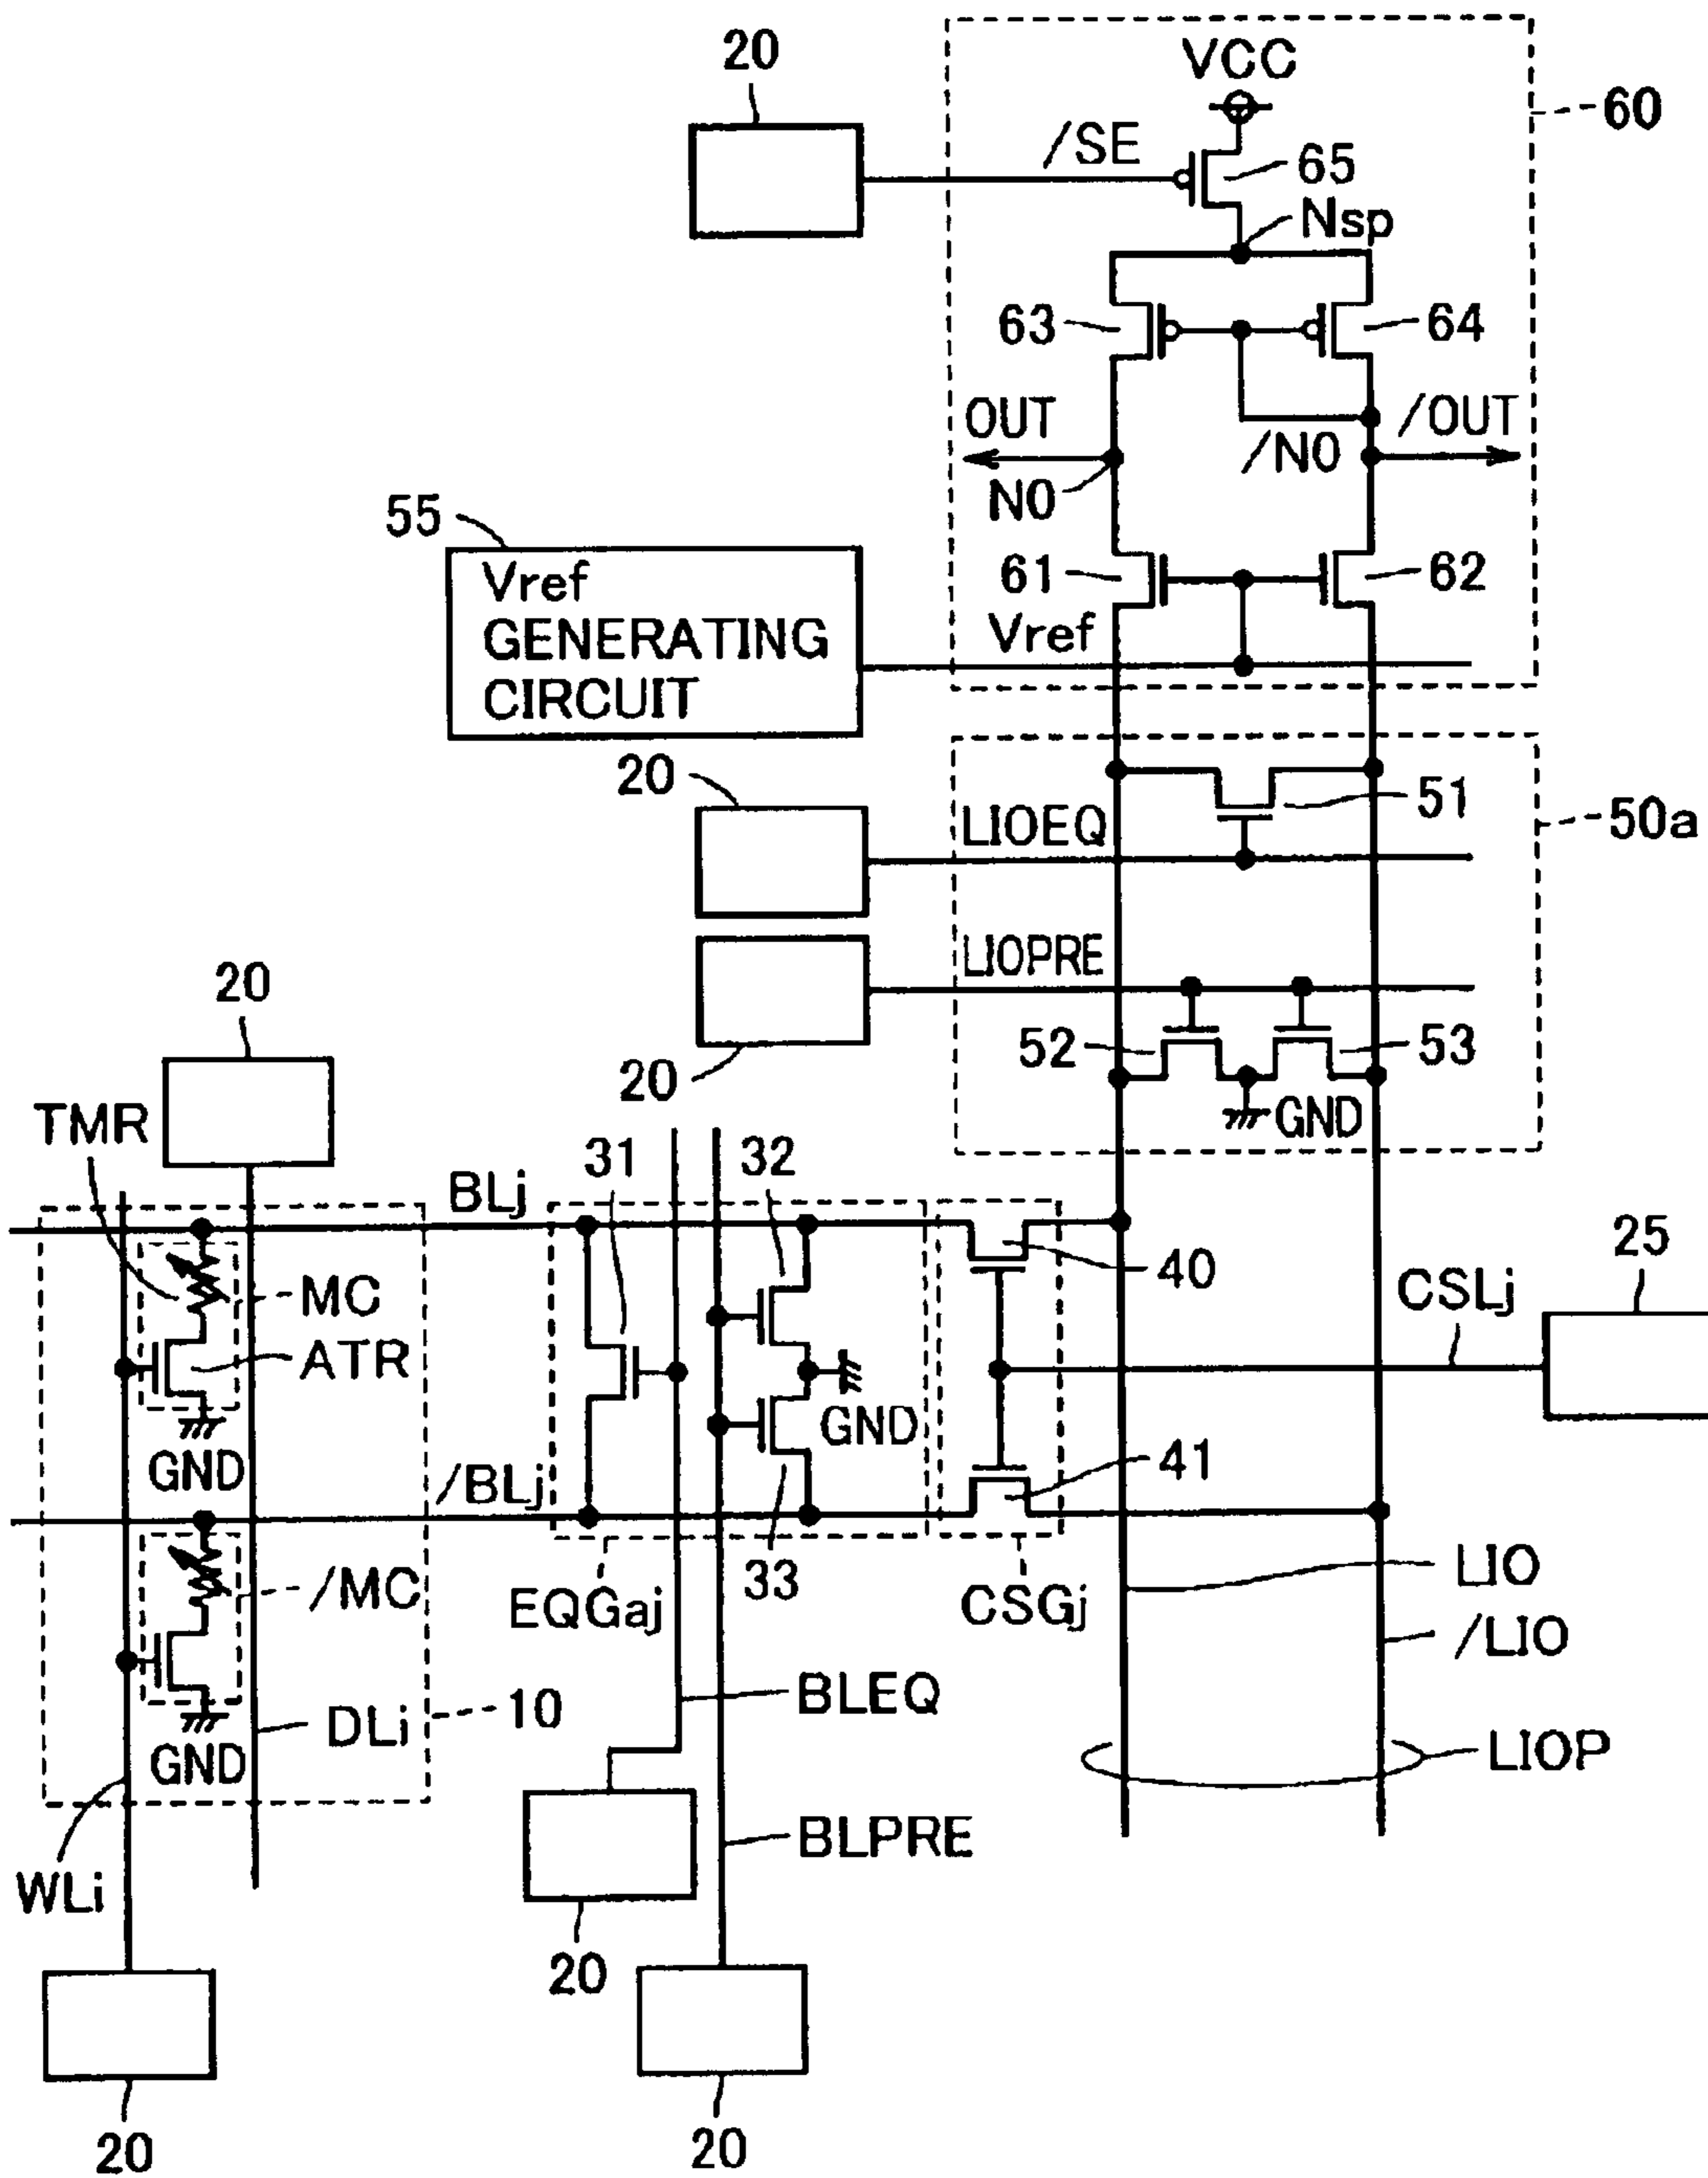 20
VCC
60
/SE
65
Nsp
63
64
OUT
/OUT
/N0
N0
55
Vref
GENERATING
CIRCUIT
61
62
Vref
20
LIOEQ
51
50a
LIOPRE
20
52
53
GND
20
TMR
31
32
BLj
25
40
CSLj
MC
ATR
GND
GND
41
/BLj
LIO
/MC
33
EQGaj
CSGj
/LIO
BLEQ
10
DLi
GND
LIOP
BLPRE
WLi
20
20
20